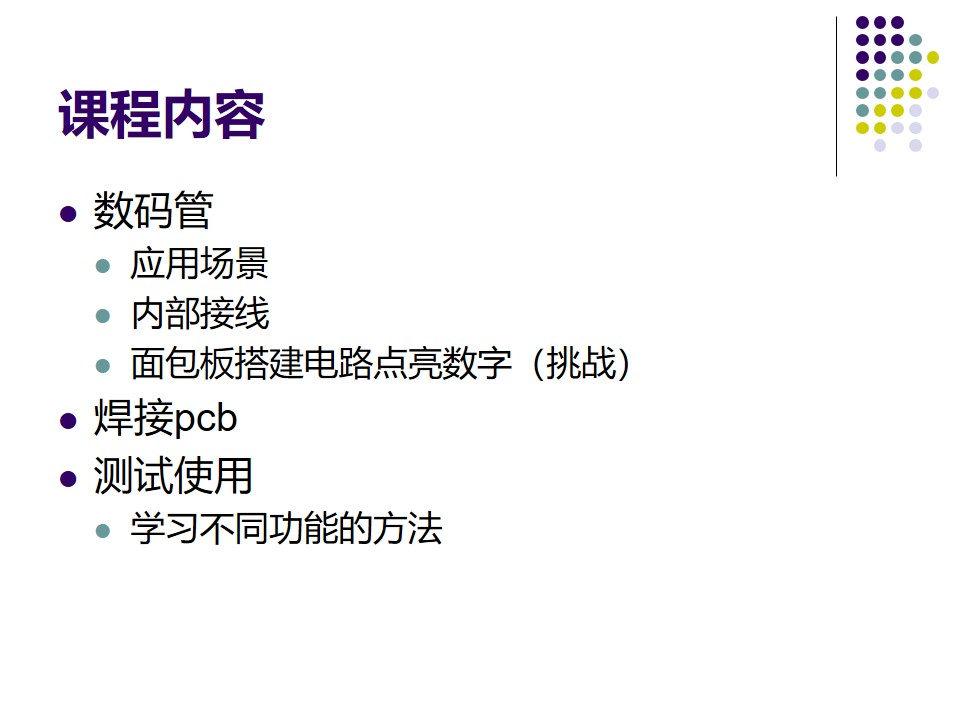 课程内容
数码管
应用场景
内部接线
面包板搭建电路点亮数字（挑战）
焊接pcb
测试使用
学习不同功能的方法